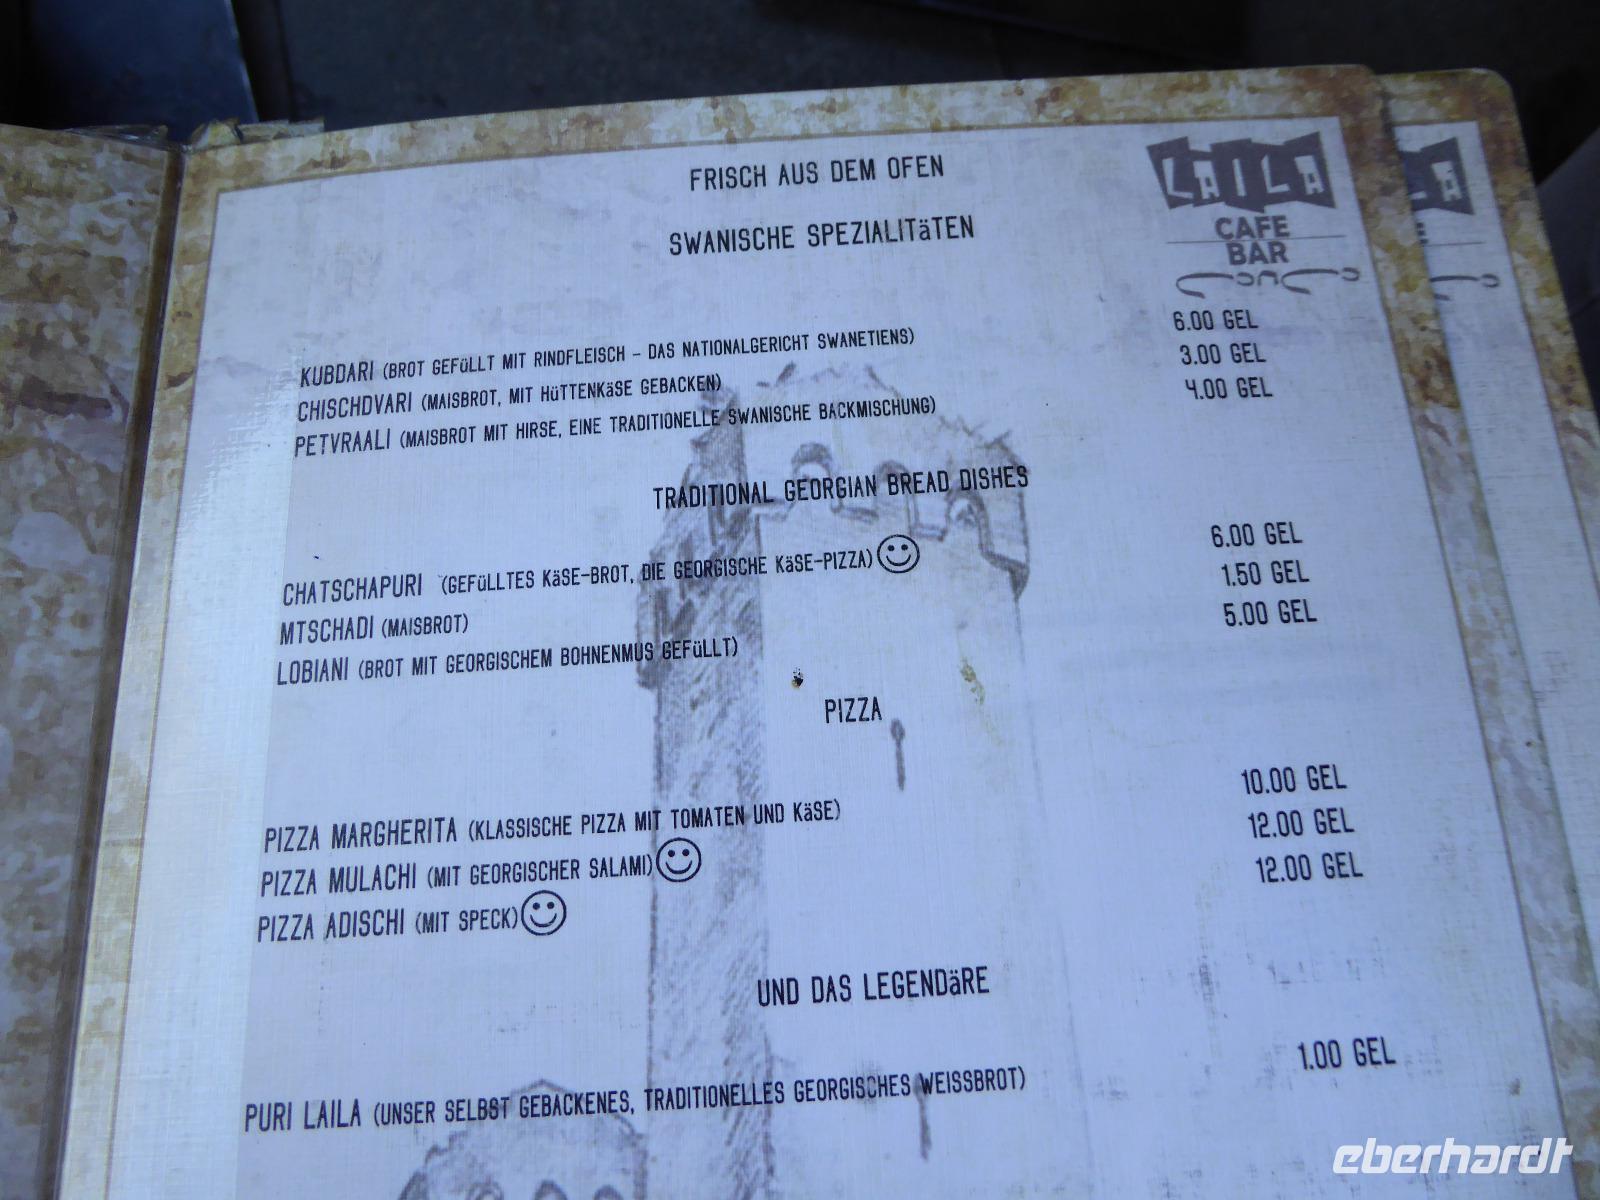 LAILA
CAFE
BAR
FRISCH AUS DEM OFEN
SWANISCHE SPEZIALITäTEN
KUBDARI (BROT GEFüLLT MIT RINDFLEISCH – DAS NATIONALGERICHT SWANETIENS) 6.00 GEL
CHISCHDVARI (MAISBROT, MIT HüTTENKäSE GEBACKEN) 3.00 GEL
PETVRAALI (MAISBROT MIT HIRSE, EINE TRADITIONELLE SWANISCHE BACKMISCHUNG) 4.00 GEL
TRADITIONAL GEORGIAN BREAD DISHES
CHATSCHAPURI (GEFüLLTES KäSE-BROT, DIE GEORGISCHE KäSE-PIZZA) 6.00 GEL
MTSCHADI (MAISBROT) 1.50 GEL
LOBIANI (BROT MIT GEORGISCHEM BOHNENMUS GEFüLLT) 5.00 GEL
PIZZA
PIZZA MARGHERITA (KLASSISCHE PIZZA MIT TOMATEN UND KäSE) 10.00 GEL
PIZZA MULACHI (MIT GEORGISCHER SALAMI) 12.00 GEL
PIZZA ADISCHI (MIT SPECK) 12.00 GEL
UND DAS LEGENDäRE
PURI LAILA (UNSER SELBST GEBACKENES, TRADITIONELLES GEORGISCHES WEISSBROT) 1.00 GEL
eberhardt